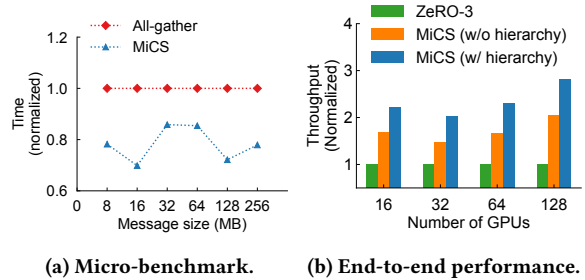 All-gather
MiCS
1.2
1.0
0.8
0.6
Time
(normalized)
0 8 16 32 64 128 256
Message size (MB)
(a) Micro-benchmark.
ZeRO-3
MiCS (w/o hierarchy)
MiCS (w/ hierarchy)
4
3
2
1
Throughput
(Normalized)
16 32 64 128
Number of GPUs
(b) End-to-end performance.